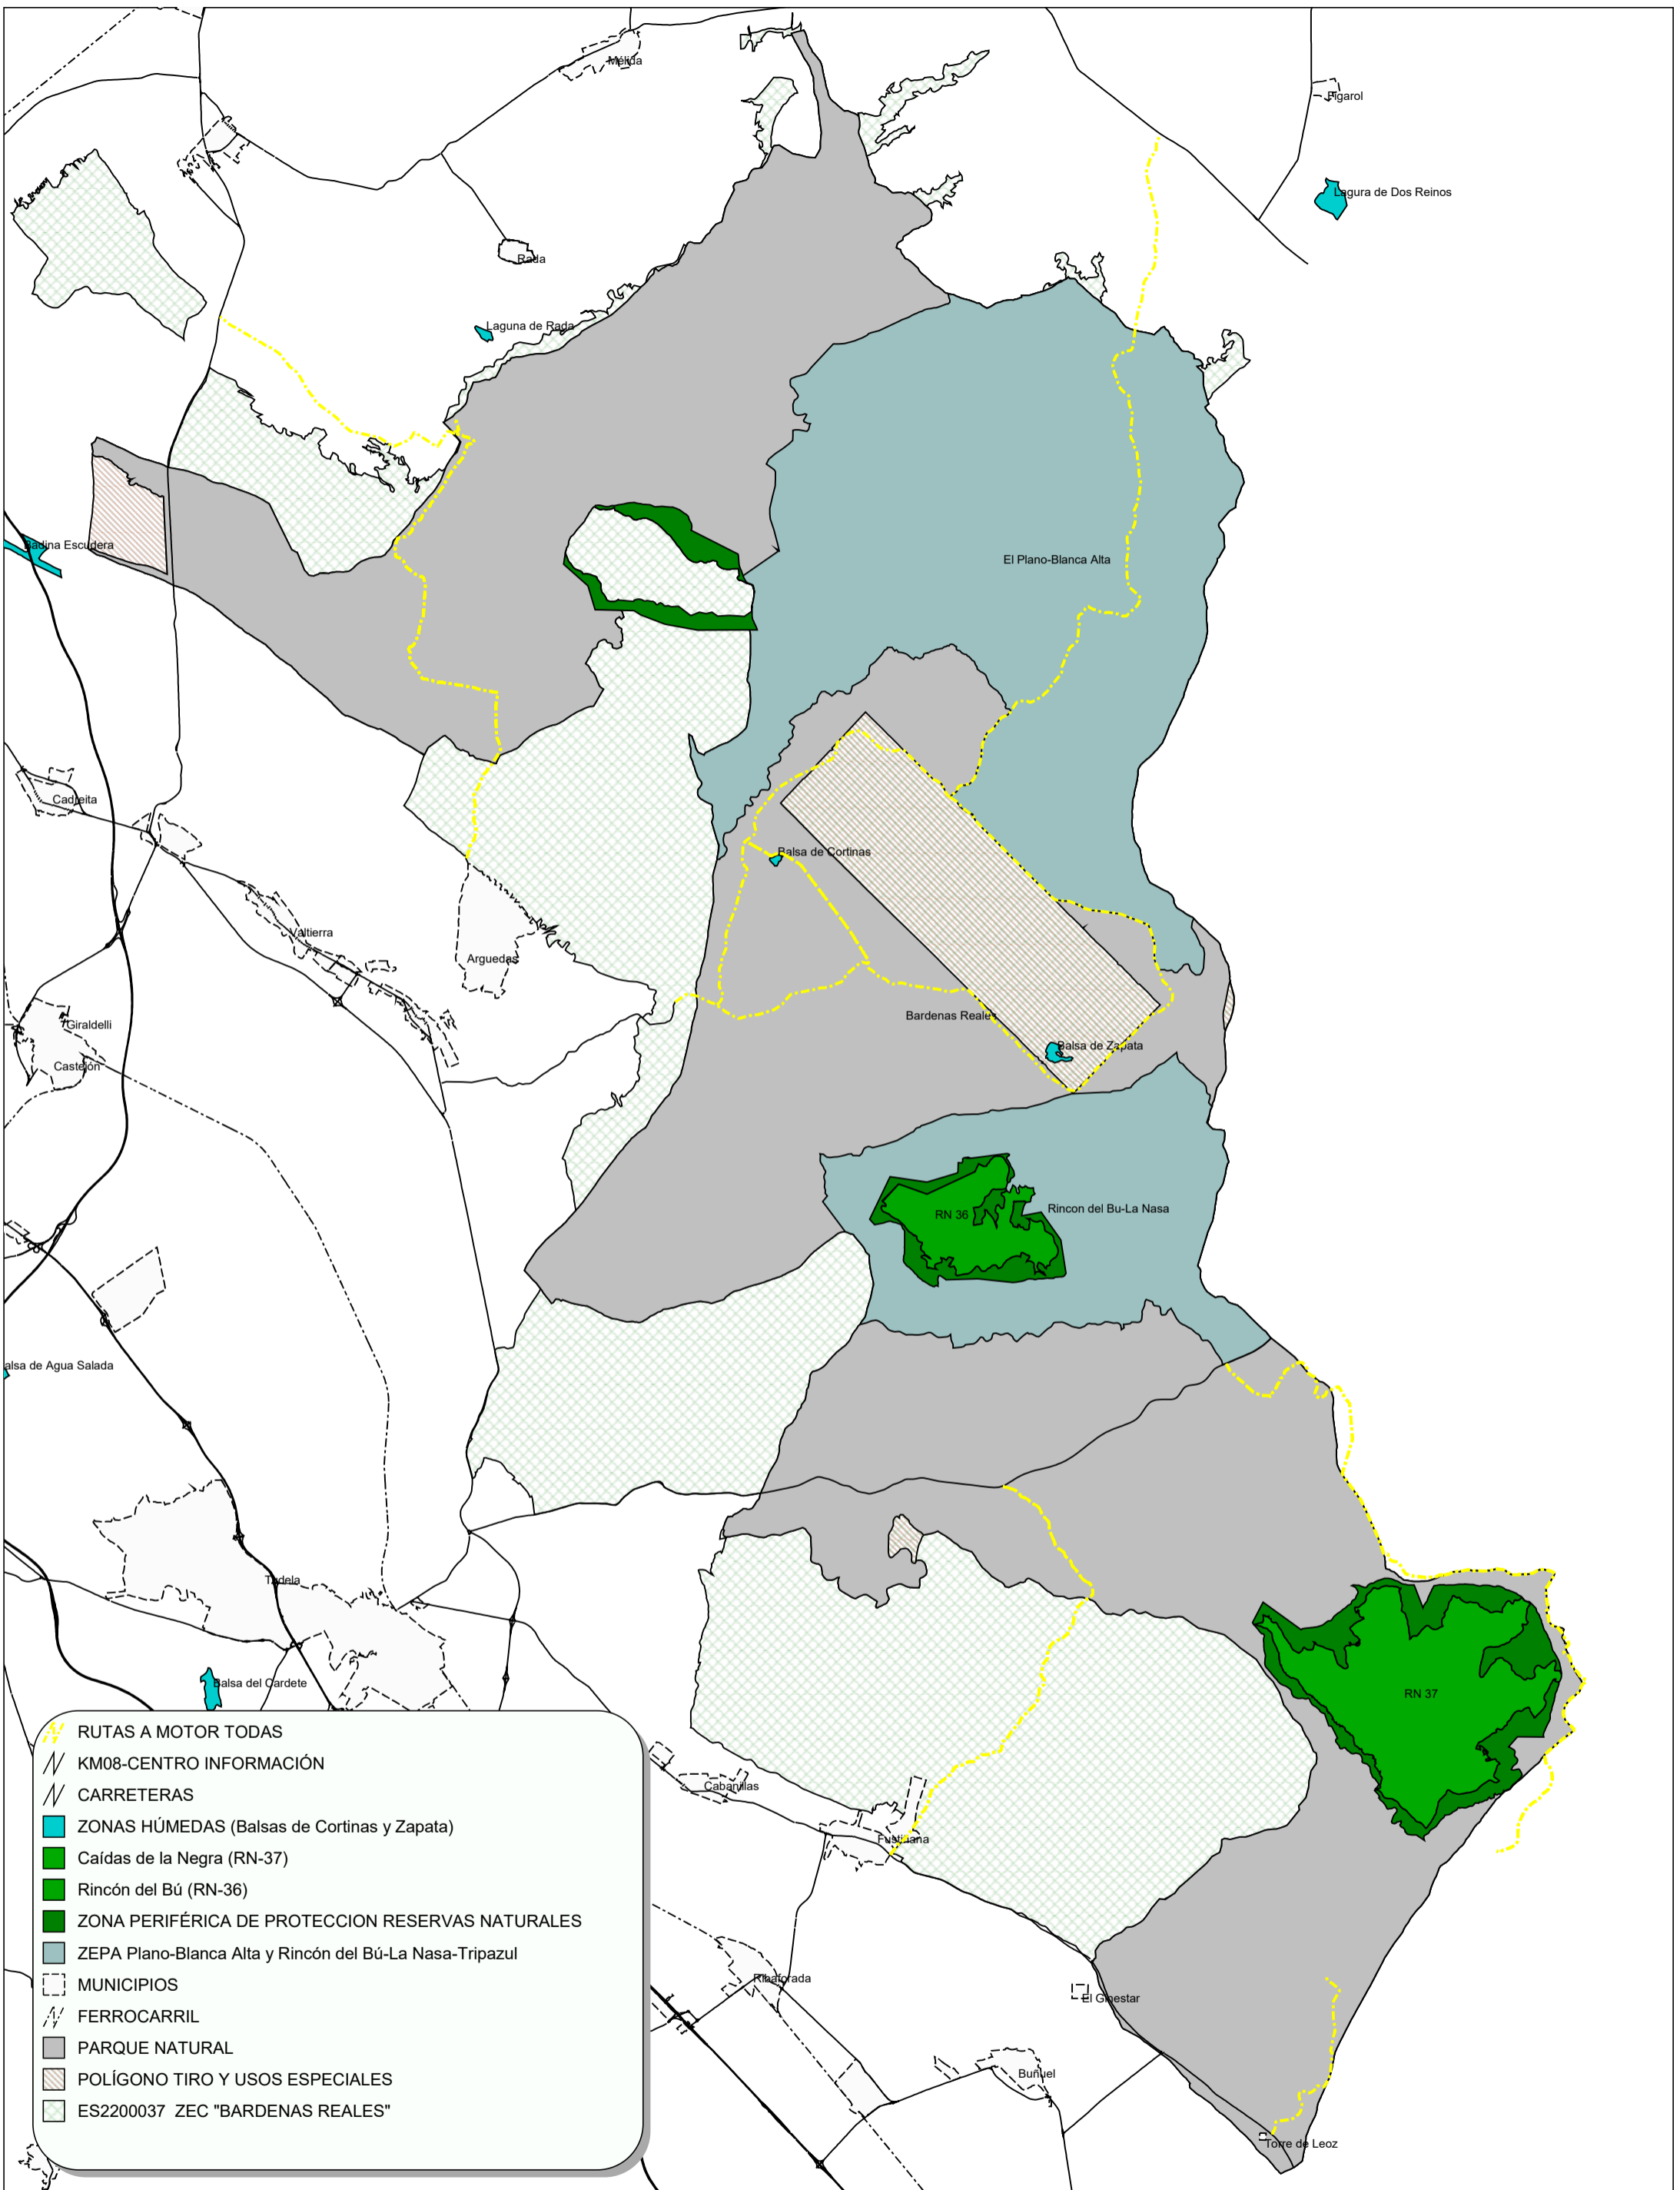 Mélida
Figarol
Lagura de Dos Reinos
Rada
Laguna de Rada
Badina Escudera
El Plano-Blanca Alta
Cadreita
Balsa de Cortinas
Valtierra
Arguedas
Bardenas Reales
Giraldelli
Balsa de Zapata
Castejón
Rincon del Bu-La Nasa
RN 36
alsa de Agua Salada
Tudela
Balsa del Cardete
RN 37
Cabanillas
Fustiñana
Ribaforada
El Ginestar
Buñuel
Torre de Leoz
RUTAS A MOTOR TODAS
KM08-CENTRO INFORMACIÓN
CARRETERAS
ZONAS HÚMEDAS (Balsas de Cortinas y Zapata)
Caídas de la Negra (RN-37)
Rincón del Bú (RN-36)
ZONA PERIFÉRICA DE PROTECCION RESERVAS NATURALES
ZEPA Plano-Blanca Alta y Rincón del Bú-La Nasa-Tripazul
MUNICIPIOS
FERROCARRIL
PARQUE NATURAL
POLÍGONO TIRO Y USOS ESPECIALES
ES2200037 ZEC "BARDENAS REALES"